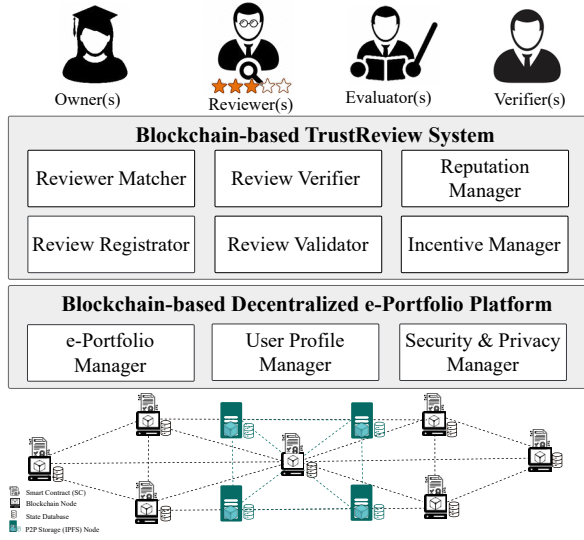 Owner(s)
Reviewer(s)
Evaluator(s)
Verifier(s)
Blockchain-based TrustReview System
Reviewer Matcher
Review Verifier
Reputation
Manager
Review Registrator
Review Validator
Incentive Manager
Blockchain-based Decentralized e-Portfolio Platform
e-Portfolio
Manager
User Profile
Manager
Security & Privacy
Manager
Smart Contract (SC)
Blockchain Node
State Database
P2P Storage (IPFS) Node